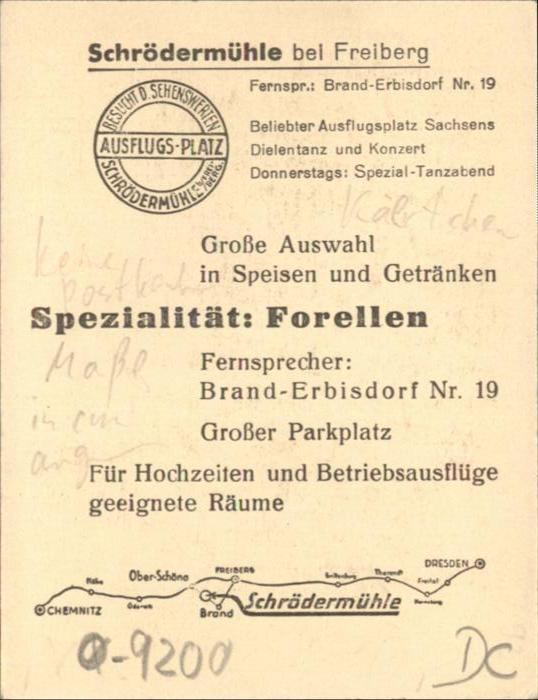 Schrödermühle bei Freiberg
Fernspr.: Brand-Erbisdorf Nr. 19
BESUCHT D. SEHENSWERTEN
AUSFLUGS-PLATZ
SCHRÖDERMÜHLE
Beliebter Ausflugsplatz Sachsens
Dielentanz und Konzert
Donnerstags: Spezial-Tanzabend
Kärtchen
Große Auswahl
in Speisen und Getränken
keine
Postkarte
Spezialität: Forellen
Maße
in cm
Fernsprecher:
Brand-Erbisdorf Nr. 19
Großer Parkplatz
Für Hochzeiten und Betriebsausflüge
geeignete Räume
DRESDEN
FREIBERG
Ober-Schöna
Freital
CHEMNITZ
Brand
Schrödermühle
0-9200
DC